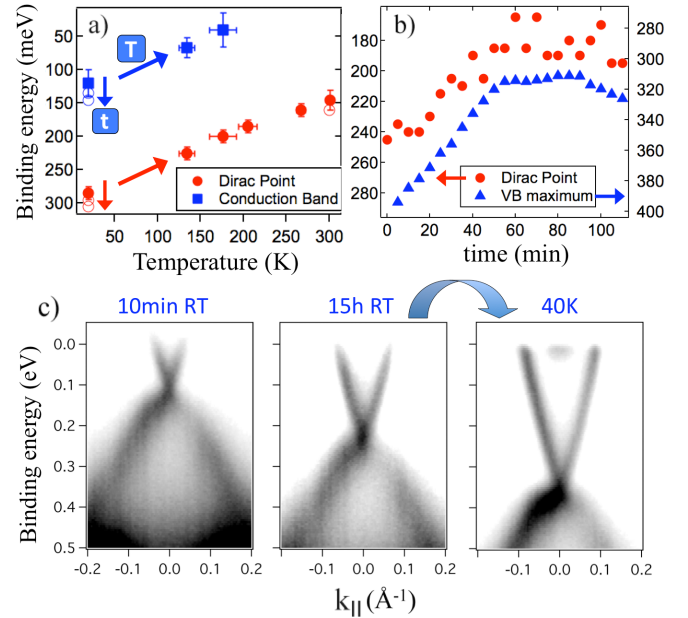 a)
b)
Binding energy (meV)
50
100
150
200
250
300
T
t
Dirac Point
Conduction Band
50
100
150
200
250
300
Temperature (K)
180
200
220
240
260
280
280
300
320
340
360
380
400
Dirac Point
VB maximum
0
20
40
60
80
100
time (min)
c)
10min RT
15h RT
40K
Binding energy (eV)
0.0
0.1
0.2
0.3
0.4
0.5
-0.2
-0.1
0.0
0.1
0.2
-0.1
0.0
0.1
0.2
-0.1
0.0
0.1
0.2
k|| (Å-1)